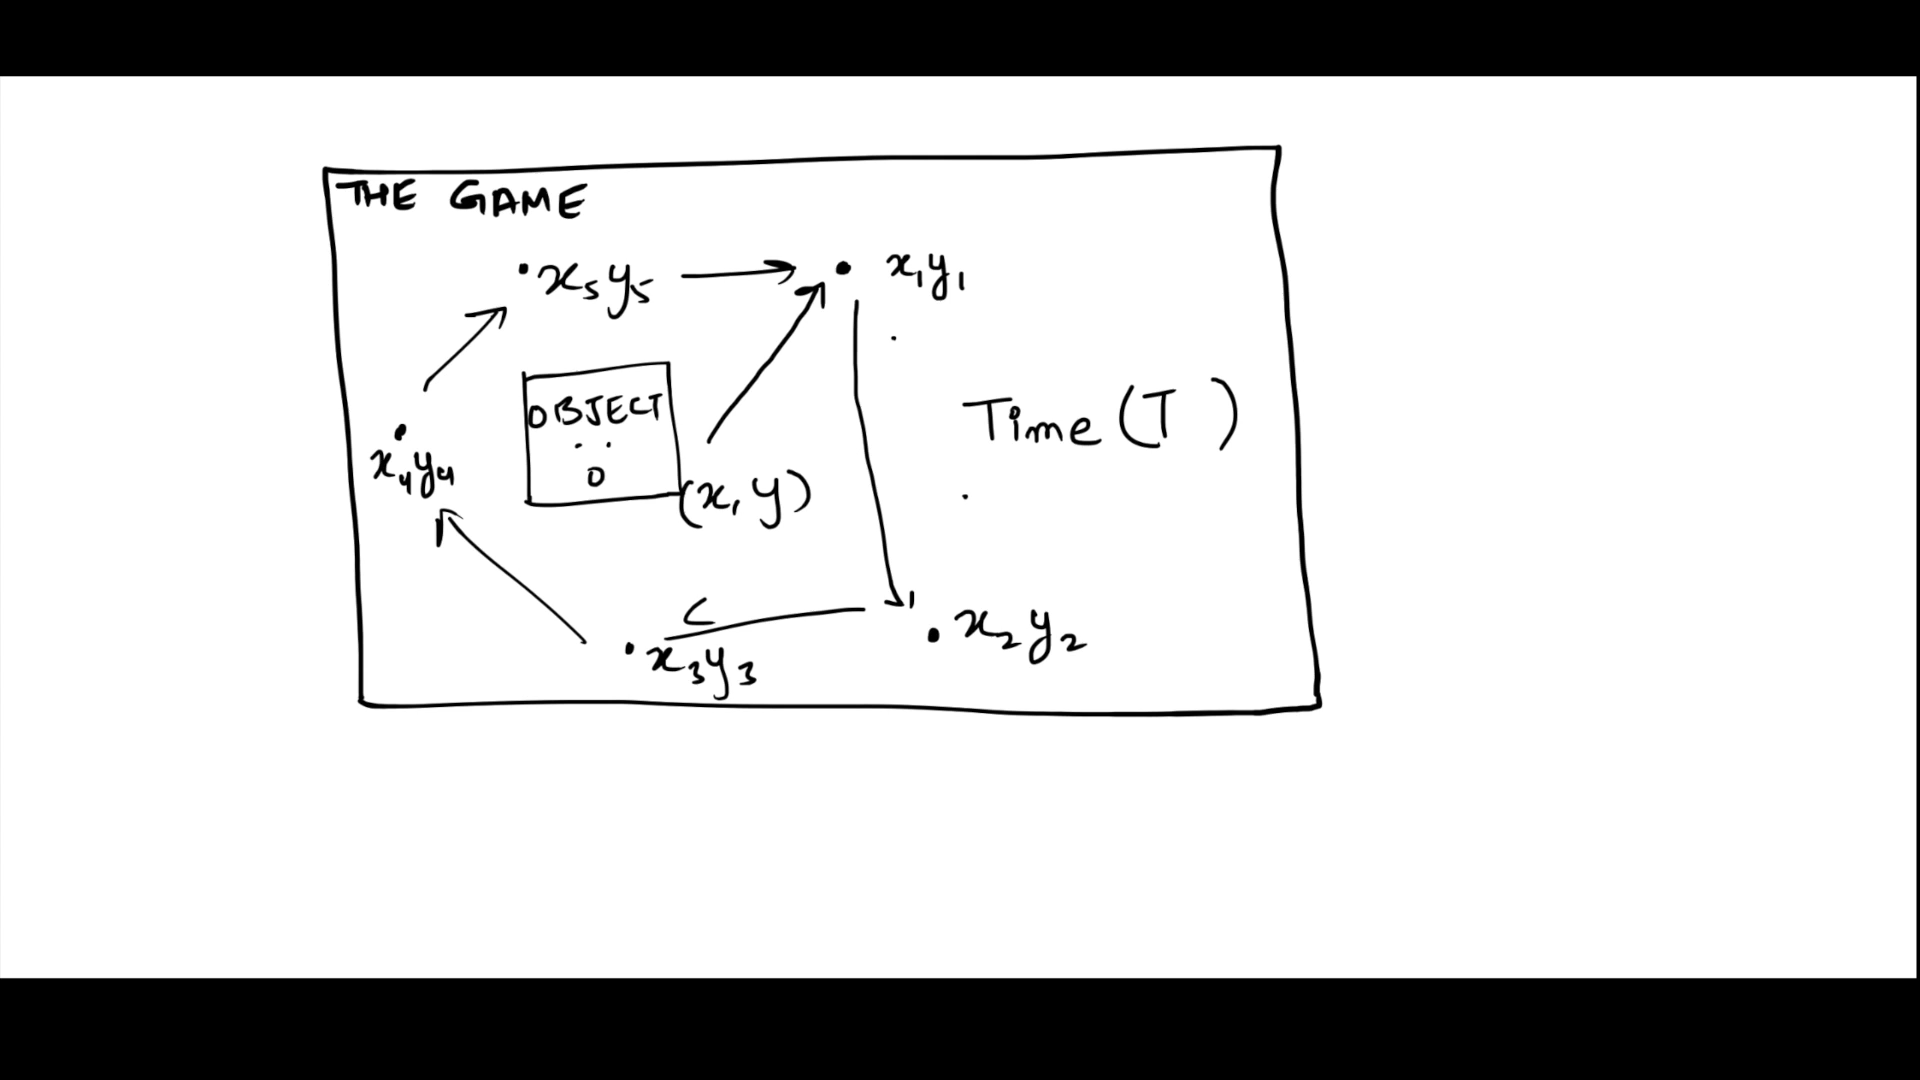 THE GAME
x₅y₅
x₁y₁
OBJECT
O
Time (T )
x₄y₄
(x, y)
x₂y₂
x₃y₃